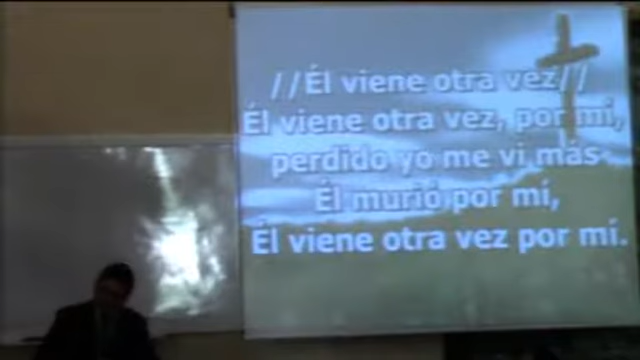 //Él viene otra vez//
Él viene otra vez, por mí,
perdido yo me vi más
Él murió por mí,
Él viene otra vez por mí.